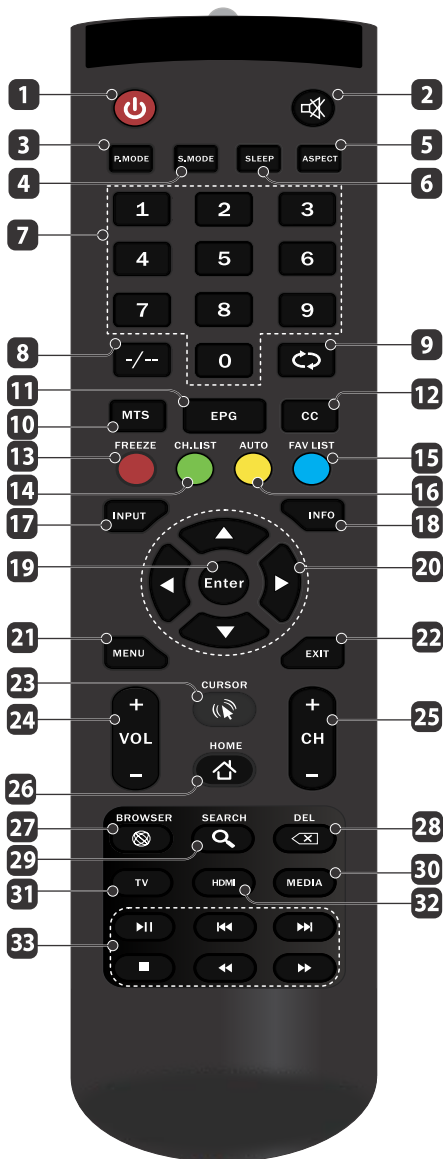 1 2
3 P.MODE S.MODE SLEEP ASPECT 5
4 6
7 1 2 3
4 5 6
7 8 9
8 -/-- 0 9
11 12
10 MTS EPG CC
13 FREEZE CH.LIST AUTO FAV LIST 15
14 16
17 INPUT INFO 18
19 Enter 20
21 MENU EXIT 22
23 CURSOR
24 + VOL - + CH - 25
HOME
26
27 BROWSER SEARCH DEL 28
29 30
31 TV HDMI MEDIA
32
33